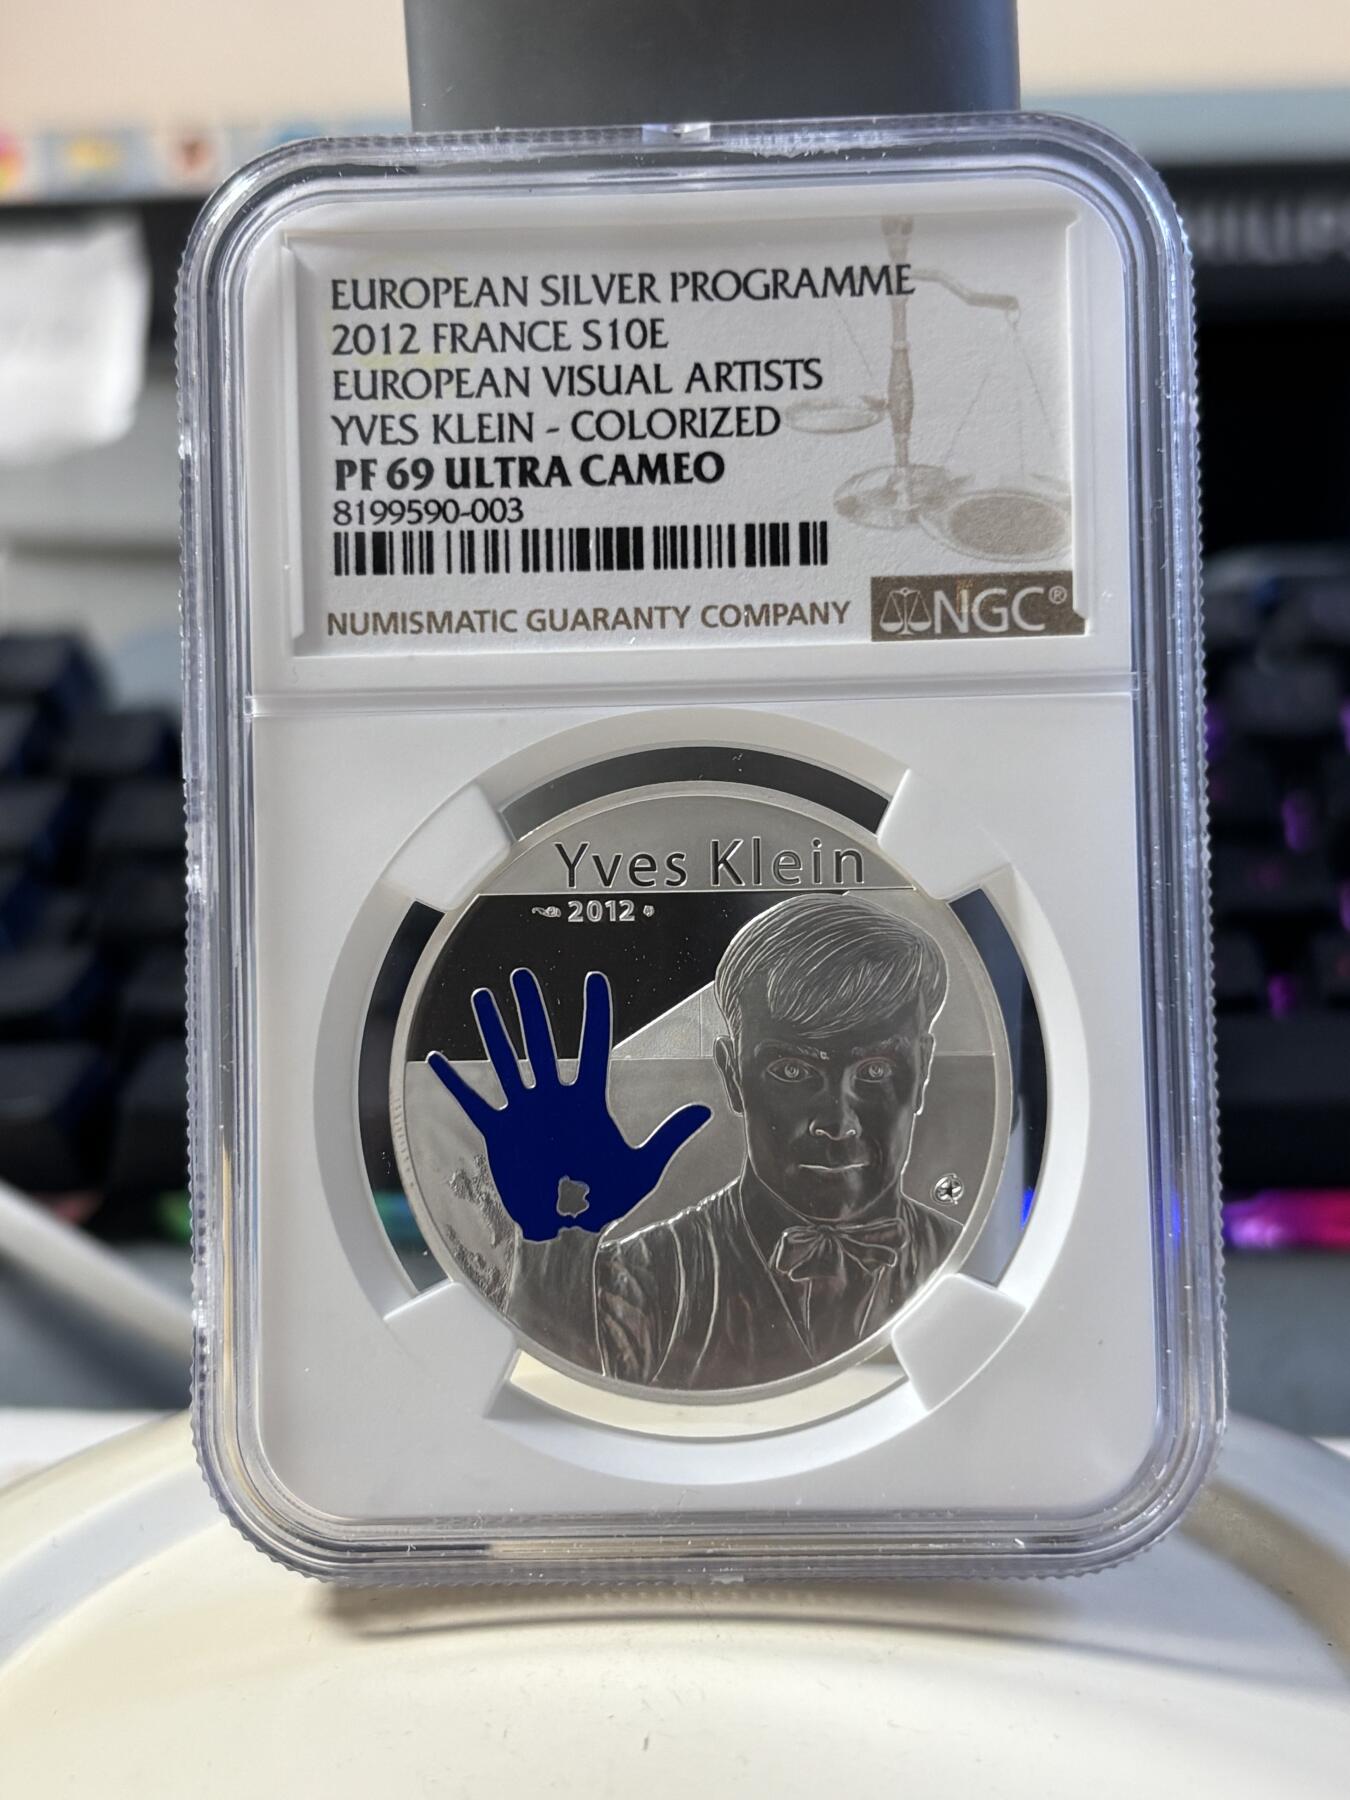 EUROPEAN SILVER PROGRAMME
2012 FRANCE S10E
EUROPEAN VISUAL ARTISTS
YVES KLEIN - COLORIZED
PF 69 ULTRA CAMEO
8199590-003
NUMISMATIC GUARANTY COMPANY
NGC®
Yves Klein
2012